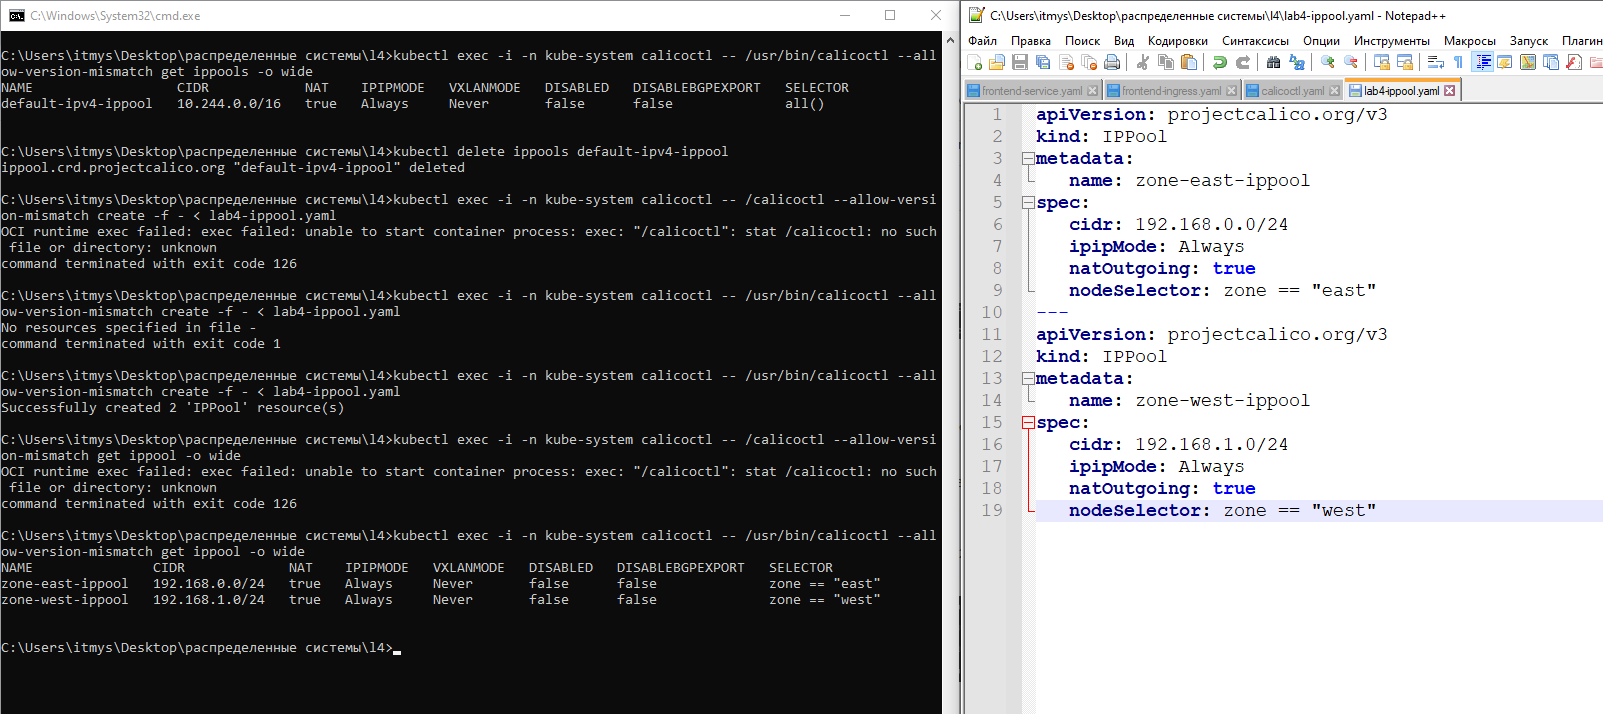 C:\Windows\System32\cmd.exe
C:\Users\itmys\Desktop\распределенные системы\l4>kubectl exec -i -n kube-system calicoctl -- /usr/bin/calicoctl --all
ow-version-mismatch get ippools -o wide
NAME CIDR NAT IPIPMODE VXLANMODE DISABLED DISABLEBGPEXPORT SELECTOR
default-ipv4-ippool 10.244.0.0/16 true Always Never false false all()
C:\Users\itmys\Desktop\распределенные системы\l4>kubectl delete ippools default-ipv4-ippool
ippool.crd.projectcalico.org "default-ipv4-ippool" deleted
C:\Users\itmys\Desktop\распределенные системы\l4>kubectl exec -i -n kube-system calicoctl -- /calicoctl --allow-versi
on-mismatch create -f - < lab4-ippool.yaml
OCI runtime exec failed: exec failed: unable to start container process: exec: "/calicoctl": stat /calicoctl: no such
file or directory: unknown
command terminated with exit code 126
C:\Users\itmys\Desktop\распределенные системы\l4>kubectl exec -i -n kube-system calicoctl -- /usr/bin/calicoctl --all
ow-version-mismatch create -f - < lab4-ippool.yaml
No resources specified in file -
command terminated with exit code 1
C:\Users\itmys\Desktop\распределенные системы\l4>kubectl exec -i -n kube-system calicoctl -- /usr/bin/calicoctl --all
ow-version-mismatch create -f - < lab4-ippool.yaml
Successfully created 2 'IPPool' resource(s)
C:\Users\itmys\Desktop\распределенные системы\l4>kubectl exec -i -n kube-system calicoctl -- /calicoctl --allow-versi
on-mismatch get ippool -o wide
OCI runtime exec failed: exec failed: unable to start container process: exec: "/calicoctl": stat /calicoctl: no such
file or directory: unknown
command terminated with exit code 126
C:\Users\itmys\Desktop\распределенные системы\l4>kubectl exec -i -n kube-system calicoctl -- /usr/bin/calicoctl --all
ow-version-mismatch get ippool -o wide
NAME CIDR NAT IPIPMODE VXLANMODE DISABLED DISABLEBGPEXPORT SELECTOR
zone-east-ippool 192.168.0.0/24 true Always Never false false zone == "east"
zone-west-ippool 192.168.1.0/24 true Always Never false false zone == "west"
C:\Users\itmys\Desktop\распределенные системы\l4>
C:\Users\itmys\Desktop\распределенные системы\l4\lab4-ippool.yaml - Notepad++
Файл Правка Поиск Вид Кодировки Синтаксисы Опции Инструменты Макросы Запуск Плагин
frontend-service.yaml frontend-ingress.yaml calicoctl.yaml lab4-ippool.yaml
1 apiVersion: projectcalico.org/v3
2 kind: IPPool
3 metadata:
4 name: zone-east-ippool
5 spec:
6 cidr: 192.168.0.0/24
7 ipipMode: Always
8 natOutgoing: true
9 nodeSelector: zone == "east"
10 ---
11 apiVersion: projectcalico.org/v3
12 kind: IPPool
13 metadata:
14 name: zone-west-ippool
15 spec:
16 cidr: 192.168.1.0/24
17 ipipMode: Always
18 natOutgoing: true
19 nodeSelector: zone == "west"